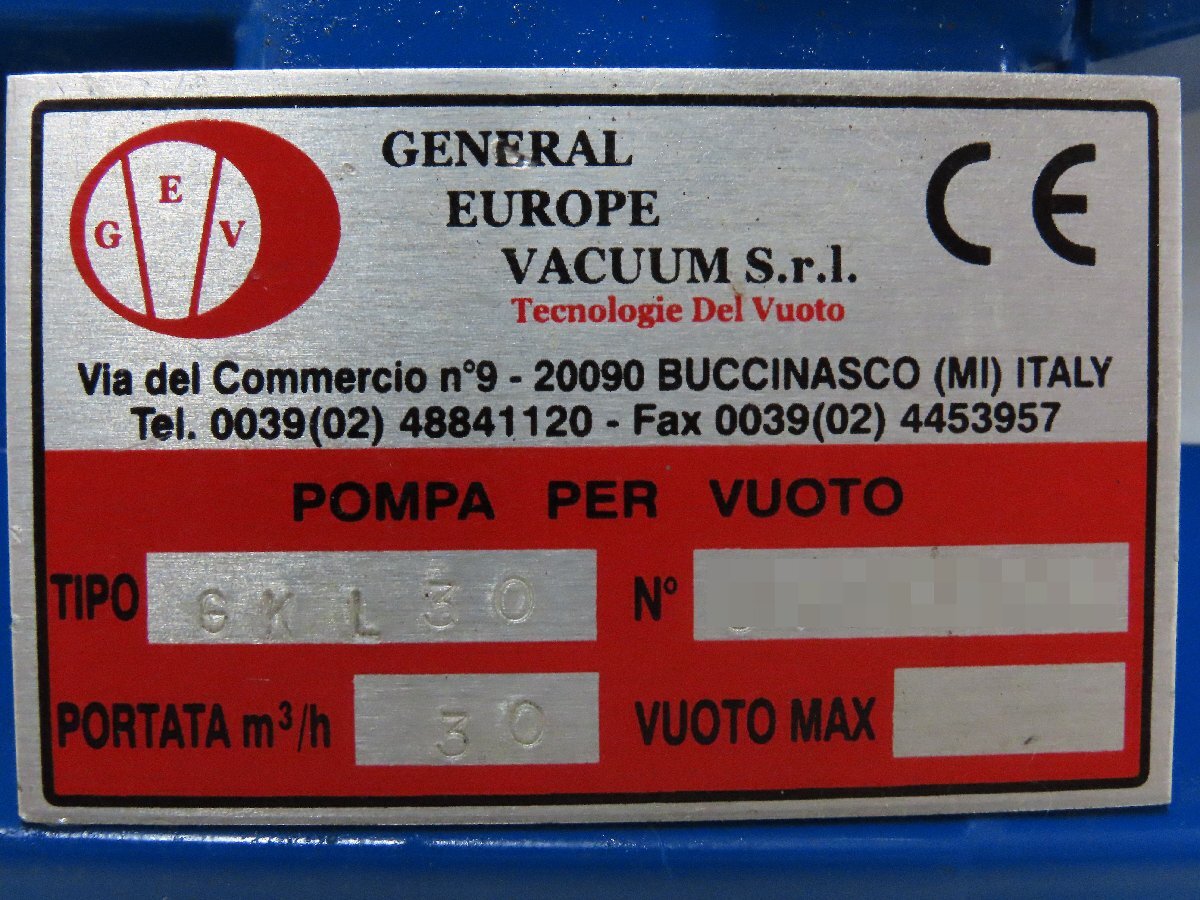 G E V
GENERAL
EUROPE
VACUUM S.r.l.
Tecnologie Del Vuoto
CE
Via del Commercio n°9 - 20090 BUCCINASCO (MI) ITALY
Tel. 0039(02) 48841120 - Fax 0039(02) 4453957
POMPA PER VUOTO
TIPO GKL30 N°
PORTATA m³/h 30 VUOTO MAX